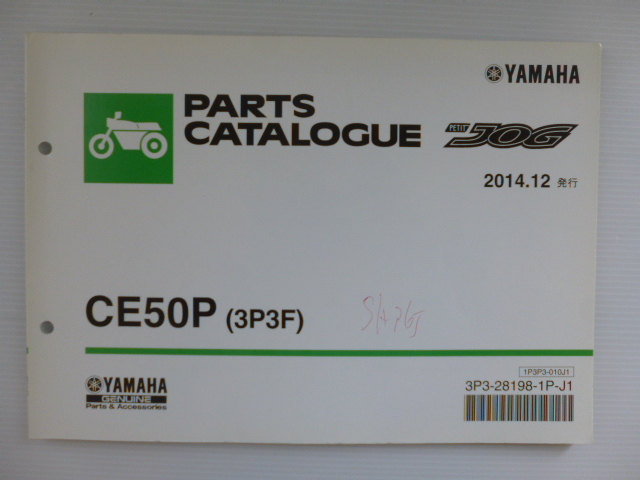 YAMAHA
PARTS
CATALOGUE
PETIT JOG
2014.12 発行
CE50P (3P3F)
1P3P3-010J1
YAMAHA
GENUINE
Parts & Accessories
3P3-28198-1P-J1